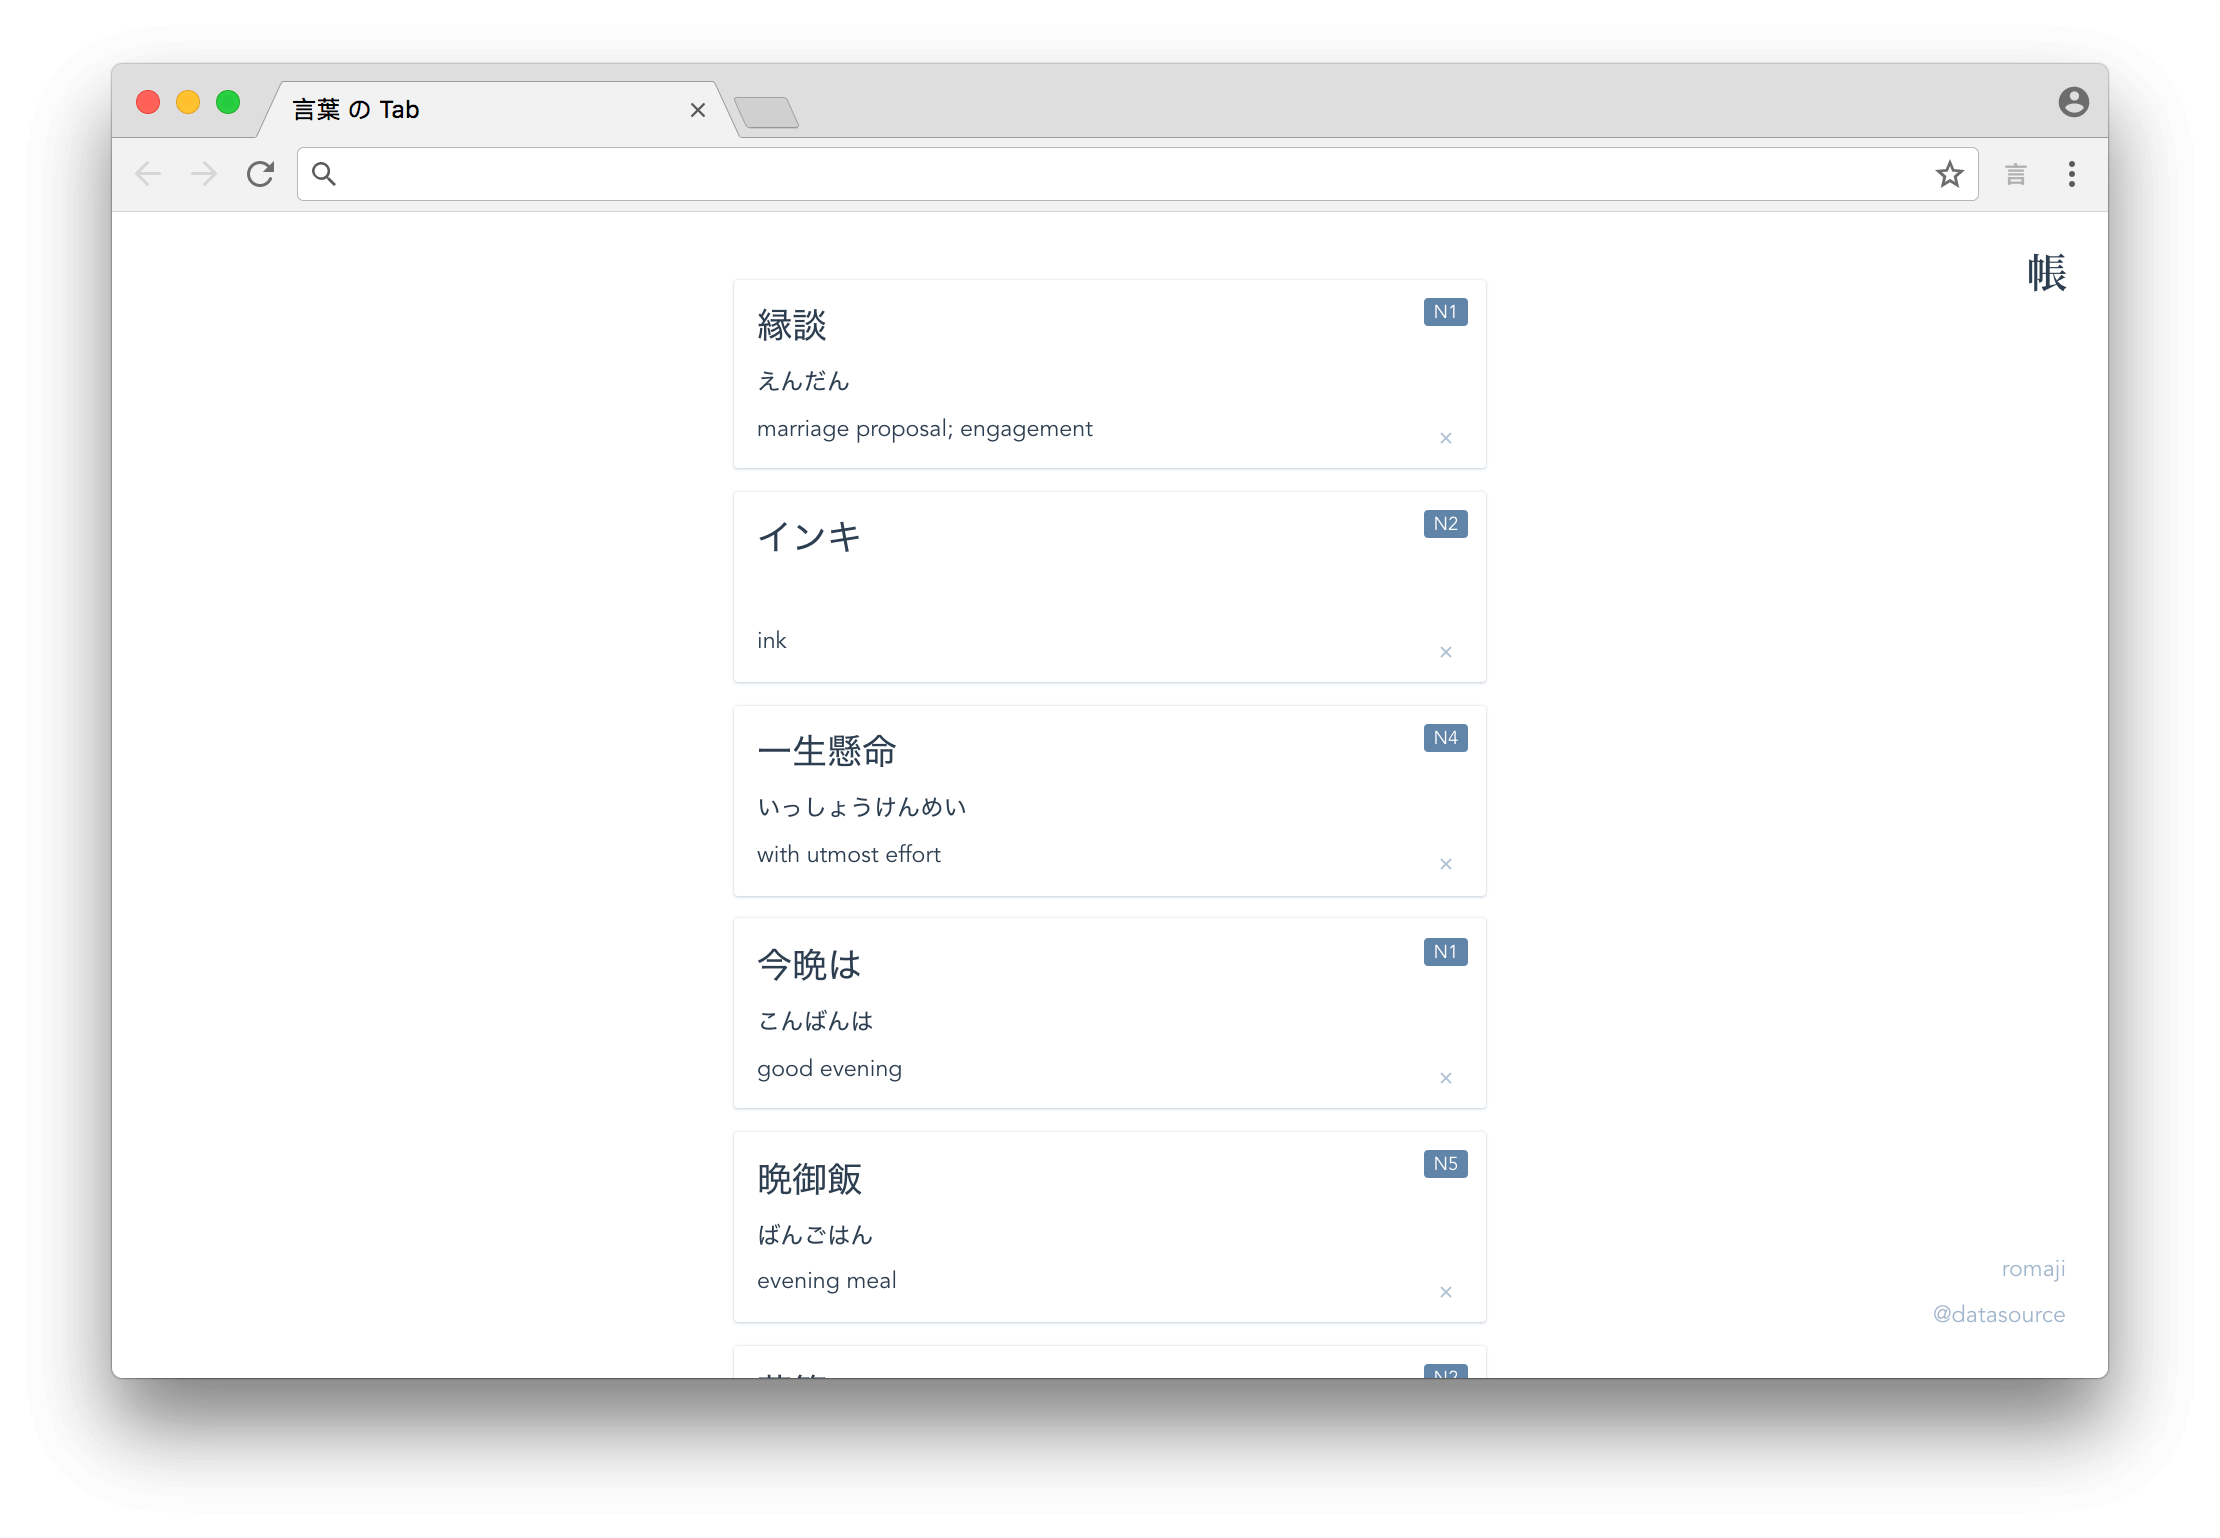 言葉 の Tab
言
帳
縁談
N1
えんだん
marriage proposal; engagement
インキ
N2
ink
一生懸命
N4
いっしょうけんめい
with utmost effort
今晩は
N1
こんばんは
good evening
晩御飯
N5
ばんごはん
evening meal
romaji
@datasource